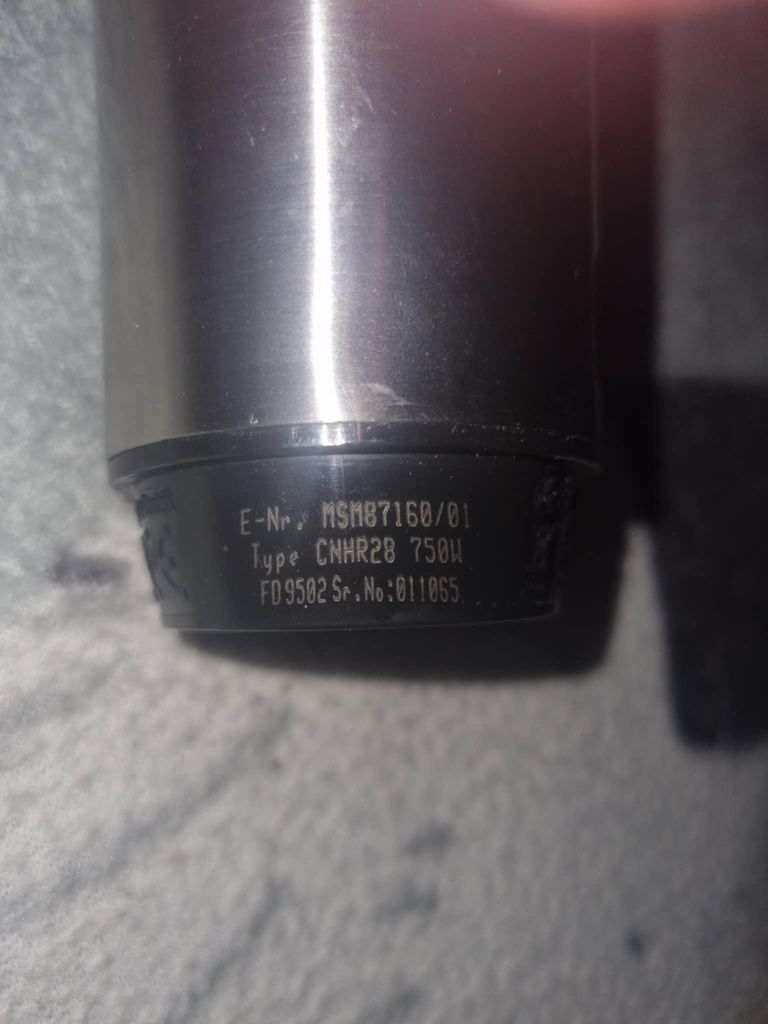 E-Nr. MSM87160/01
Type CNHR28 750W
FD9502 Sr.No:011065